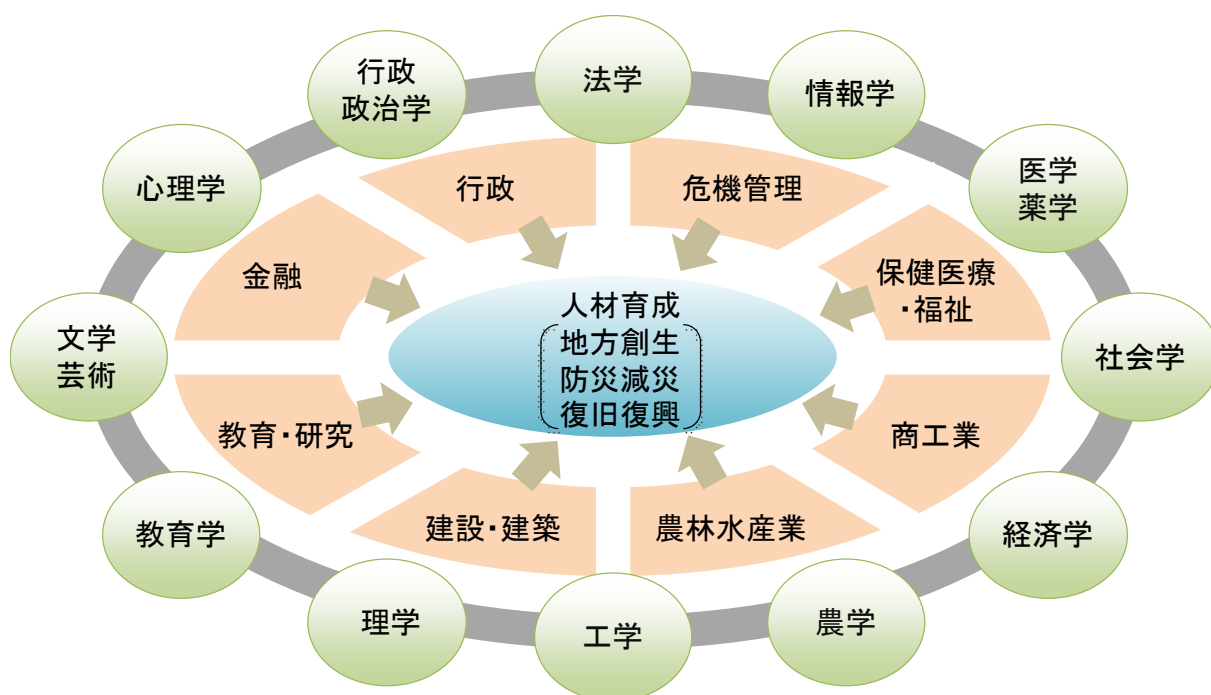 法学
行政
政治学
情報学
心理学
医学
薬学
行政
危機管理
金融
保健医療
・福祉
人材育成
地方創生
防災減災
復旧復興
文学
芸術
社会学
教育・研究
商工業
建設・建築
農林水産業
教育学
経済学
理学
工学
農学